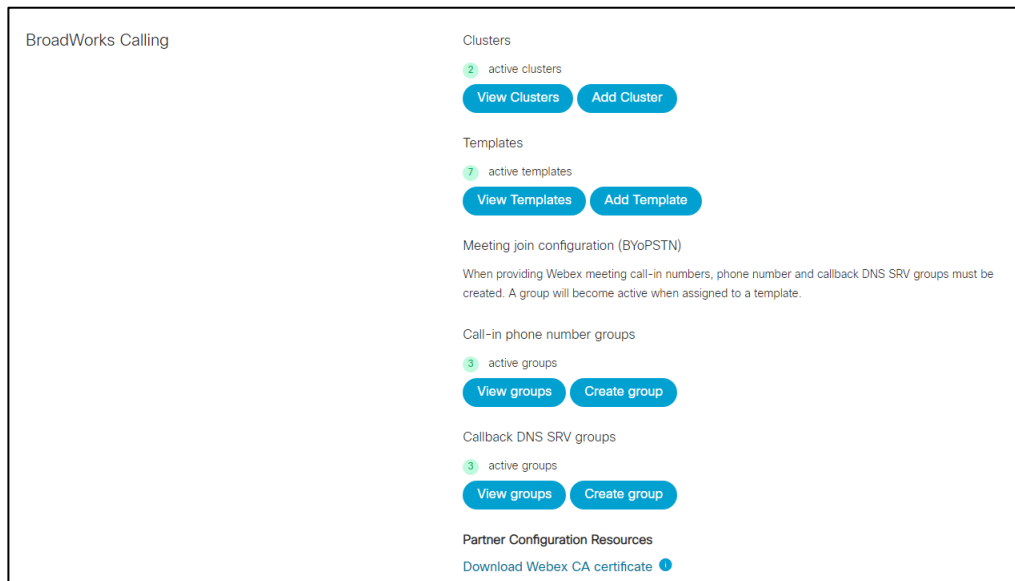 BroadWorks Calling
Clusters
2 active clusters
View Clusters Add Cluster
Templates
7 active templates
View Templates Add Template
Meeting join configuration (BYoPSTN)
When providing Webex meeting call-in numbers, phone number and callback DNS SRV groups must be
created. A group will become active when assigned to a template.
Call-in phone number groups
3 active groups
View groups Create group
Callback DNS SRV groups
3 active groups
View groups Create group
Partner Configuration Resources
Download Webex CA certificate i